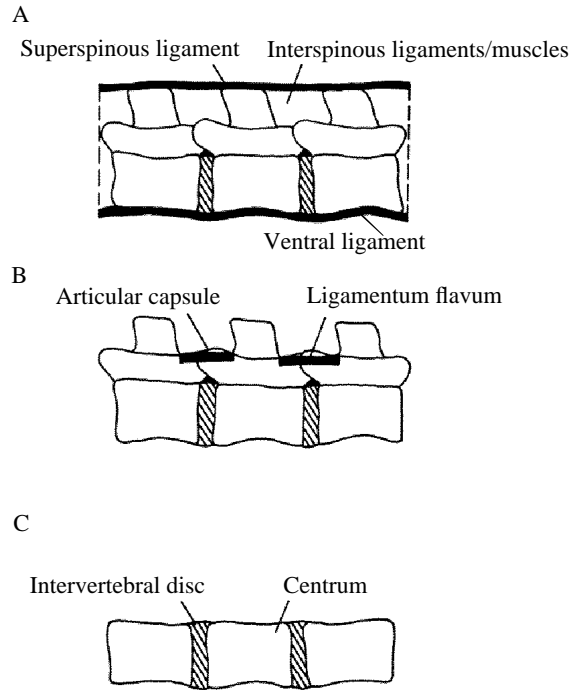 A
Superspinous ligament
Interspinous ligaments/muscles
Ventral ligament
B
Articular capsule
Ligamentum flavum
C
Intervertebral disc
Centrum